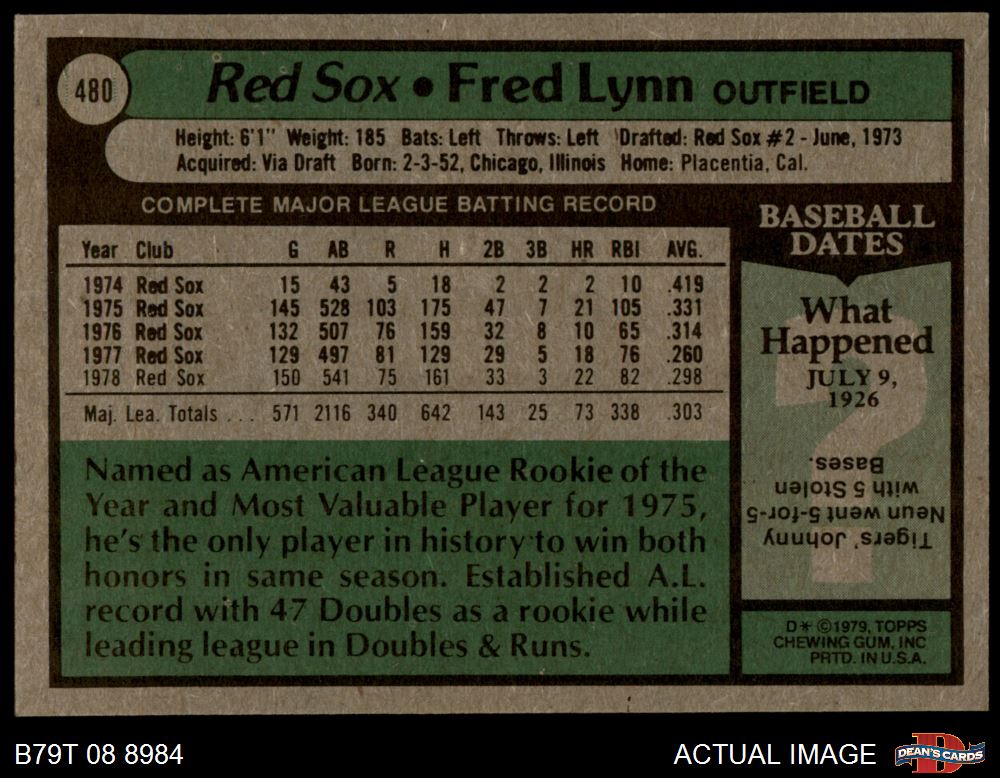 480
Red Sox • Fred Lynn OUTFIELD
Height: 6'1" Weight: 185 Bats: Left Throws: Left Drafted: Red Sox #2 - June, 1973
Acquired: Via Draft Born: 2-3-52, Chicago, Illinois Home: Placentia, Cal.
COMPLETE MAJOR LEAGUE BATTING RECORD
Year Club G AB R H 2B 3B HR RBI AVG.
1974 Red Sox 15 43 5 18 2 2 2 10 .419
1975 Red Sox 145 528 103 175 47 7 21 105 .331
1976 Red Sox 132 507 76 159 32 8 10 65 .314
1977 Red Sox 129 497 81 129 29 5 18 76 .260
1978 Red Sox 150 541 75 161 33 3 22 82 .298
Maj. Lea. Totals . . . 571 2116 340 642 143 25 73 338 .303
Named as American League Rookie of the
Year and Most Valuable Player for 1975,
he's the only player in history to win both
honors in same season. Established A.L.
record with 47 Doubles as a rookie while
leading league in Doubles & Runs.
BASEBALL
DATES
What
Happened
JULY 9,
1926
Tigers' Johnny
Neun went 5-for-5
with 5 Stolen
Bases.
D* ©1979, TOPPS
CHEWING GUM, INC
PRTD. IN U.S.A.
B79T 08 8984
ACTUAL IMAGE
DEAN'S CARDS